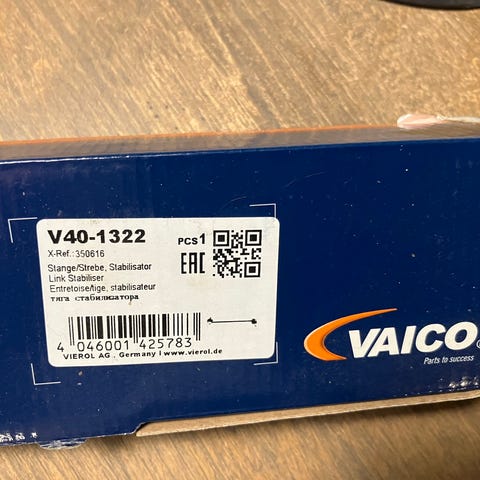 V40-1322
PCS 1
X-Ref.:350616
EAC
Stange/Strebe, Stabilisator
Link Stabiliser
Entretoise/tige, stabilisateur
тяга стабилизатора
4 046001 425783
VIEROL AG . Germany I www.vierol.de
VAICO
Parts to success